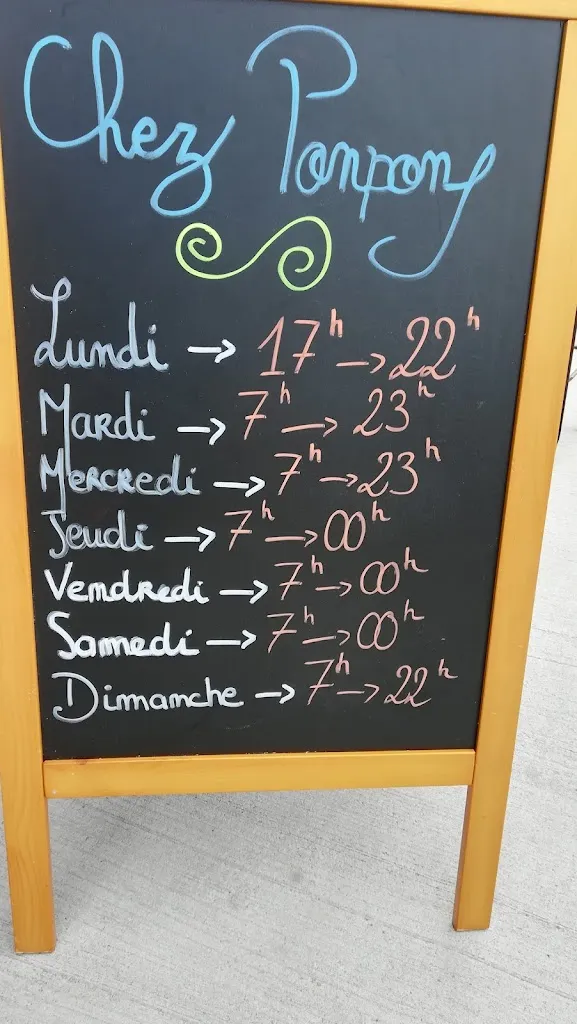 Chez Ponpon
Lundi → 17h → 22h
Mardi → 7h → 23h
Mercredi → 7h → 23h
Jeudi → 7h → 00h
Vendredi → 7h → 00h
Samedi → 7h → 00h
Dimanche → 7h → 22h